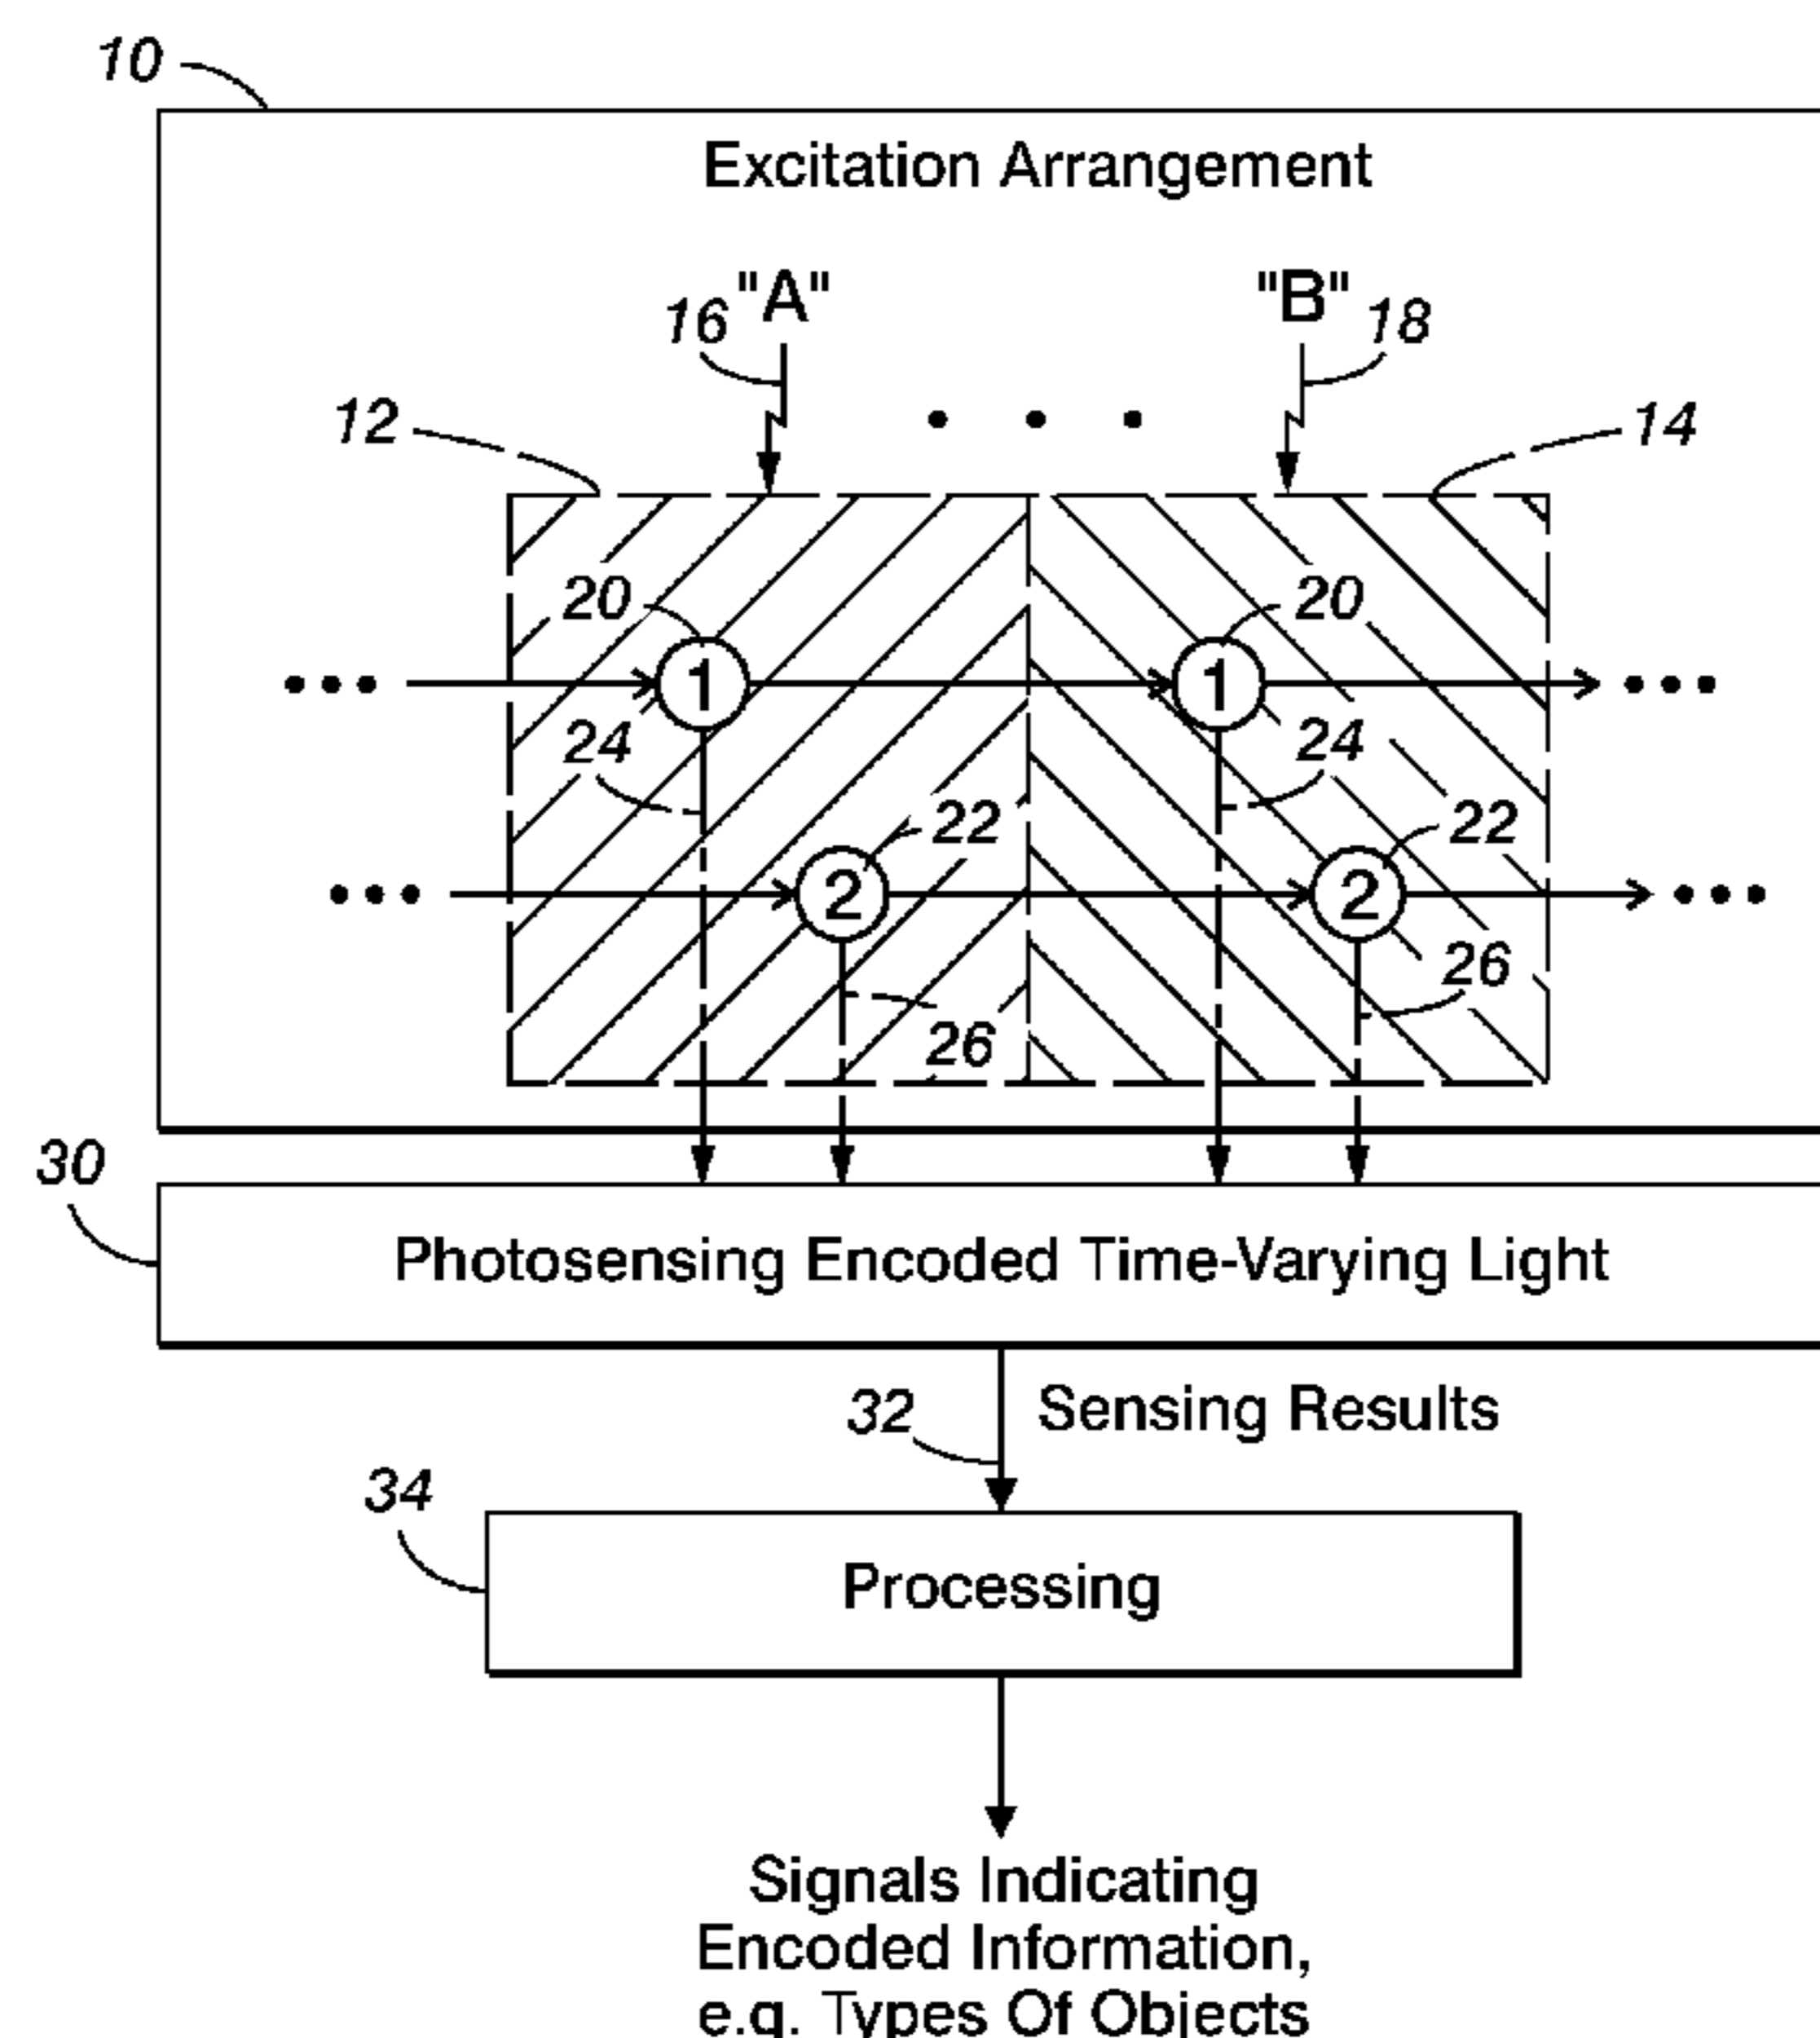 10
Excitation Arrangement
16 "A" "B" 18
12 14
20 20
1 1
24 24
22 22
2 2
26
26
30
Photosensing Encoded Time-Varying Light
32 Sensing Results
34
Processing
Signals Indicating
Encoded Information,
e.g. Types Of Objects